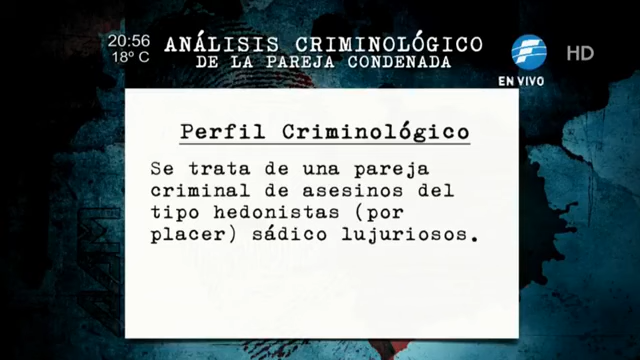 20:56
18° C
ANÁLISIS CRIMINOLÓGICO
DE LA PAREJA CONDENADA
HD
EN VIVO
Perfil Criminológico
Se trata de una pareja
criminal de asesinos del
tipo hedonistas (por
placer) sádico lujuriosos.